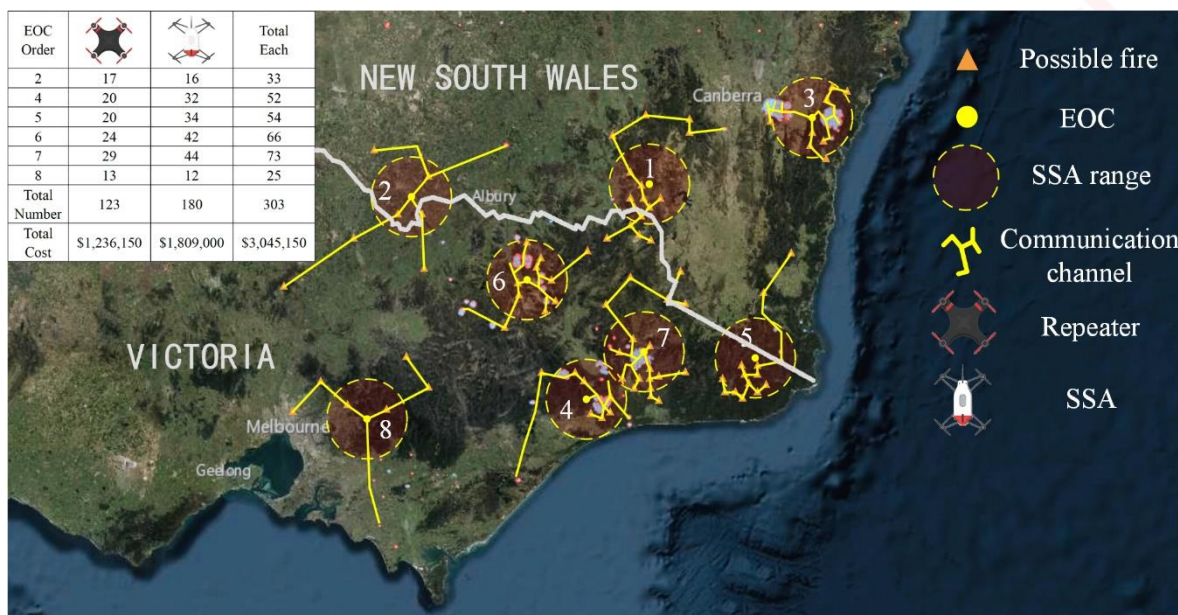 EOC Order Total Each
2 17 16 33
4 20 32 52
5 20 34 54
6 24 42 66
7 29 44 73
8 13 12 25
Total Number 123 180 303
Total Cost $1,236,150 $1,809,000 $3,045,150
NEW SOUTH WALES
Canberra
3
1
2
Albury
6
VICTORIA
7
5
4
8
Melbourne
Geelong
Possible fire
EOC
SSA range
Communication
channel
Repeater
SSA